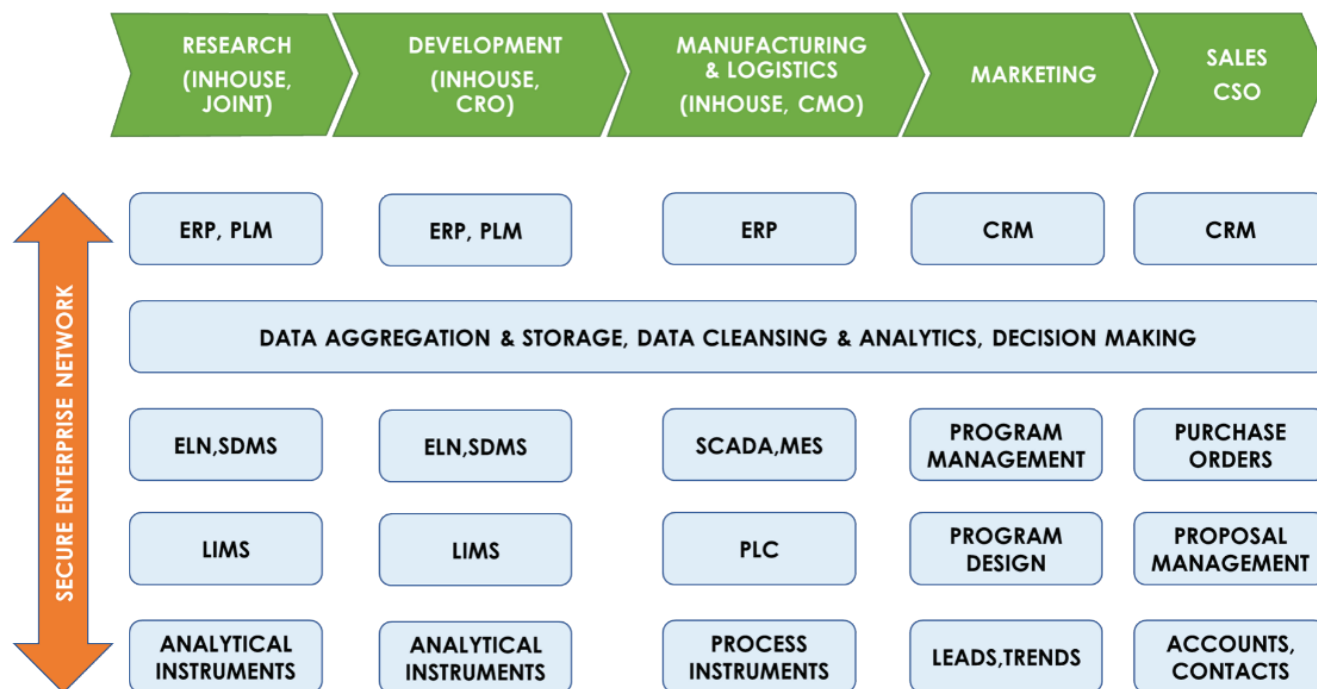 RESEARCH
(INHOUSE,
JOINT)
DEVELOPMENT
(INHOUSE,
CRO)
MANUFACTURING
& LOGISTICS
(INHOUSE, CMO)
MARKETING
SALES
CSO
SECURE ENTERPRISE NETWORK
ERP, PLM
ERP, PLM
ERP
CRM
CRM
DATA AGGREGATION & STORAGE, DATA CLEANSING & ANALYTICS, DECISION MAKING
ELN,SDMS
ELN,SDMS
SCADA,MES
PROGRAM
MANAGEMENT
PURCHASE
ORDERS
LIMS
LIMS
PLC
PROGRAM
DESIGN
PROPOSAL
MANAGEMENT
ANALYTICAL
INSTRUMENTS
ANALYTICAL
INSTRUMENTS
PROCESS
INSTRUMENTS
LEADS,TRENDS
ACCOUNTS,
CONTACTS